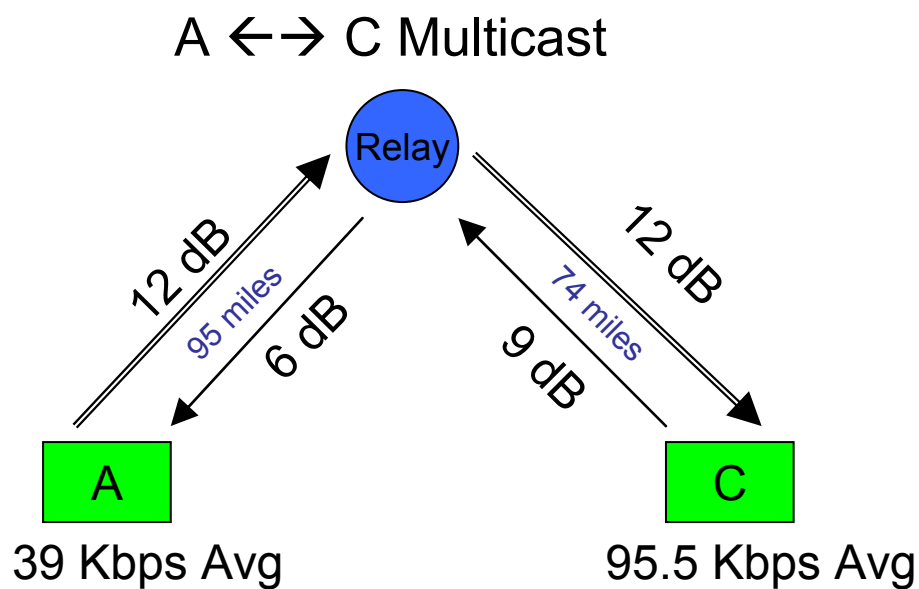 A ←→ C Multicast
Relay
12 dB
95 miles
6 dB
12 dB
74 miles
9 dB
A
C
39 Kbps Avg
95.5 Kbps Avg